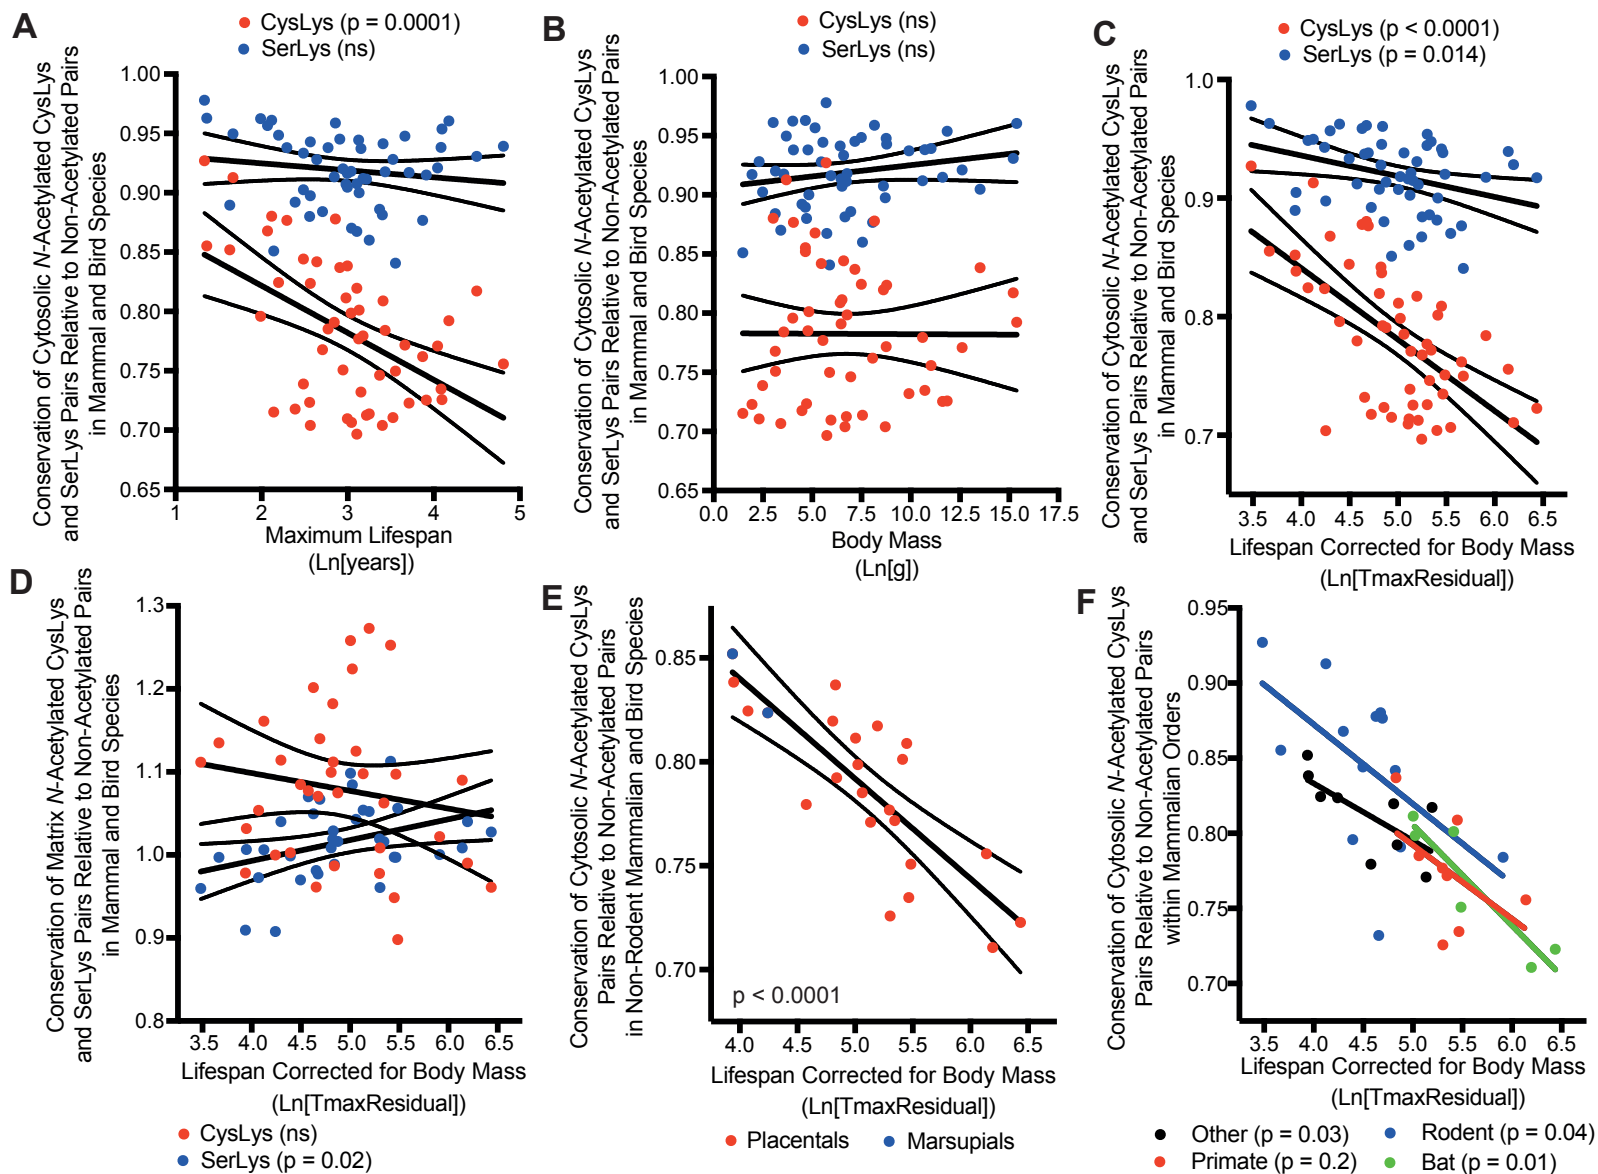 A
CysLys (p = 0.0001)
SerLys (ns)
Conservation of Cytosolic N-Acetylated CysLys
and SerLys Pairs Relative to Non-Acetylated Pairs
in Mammal and Bird Species
1.00
0.95
0.90
0.85
0.80
0.75
0.70
0.65
1 2 3 4 5
Maximum Lifespan
(Ln[years])
B
CysLys (ns)
SerLys (ns)
Conservation of Cytosolic N-Acetylated CysLys
and SerLys Pairs Relative to Non-Acetylated Pairs
in Mammal and Bird Species
1.00
0.95
0.90
0.85
0.80
0.75
0.70
0.65
0.0 2.5 5.0 7.5 10.0 12.5 15.0 17.5
Body Mass
(Ln[g])
C
CysLys (p < 0.0001)
SerLys (p = 0.014)
Conservation of Cytosolic N-Acetylated CysLys
and SerLys Pairs Relative to Non-Acetylated Pairs
in Mammal and Bird Species
1.0
0.9
0.8
0.7
3.5 4.0 4.5 5.0 5.5 6.0 6.5
Lifespan Corrected for Body Mass
(Ln[TmaxResidual])
D
Conservation of Matrix N-Acetylated CysLys
and SerLys Pairs Relative to Non-Acetylated Pairs
in Mammal and Bird Species
1.3
1.2
1.1
1.0
0.9
0.8
3.5 4.0 4.5 5.0 5.5 6.0 6.5
Lifespan Corrected for Body Mass
(Ln[TmaxResidual])
CysLys (ns)
SerLys (p = 0.02)
E
Conservation of Cytosolic N-Acetylated CysLys
Pairs Relative to Non-Acetylated Pairs
in Non-Rodent Mammalian and Bird Species
0.85
0.80
0.75
0.70
p < 0.0001
4.0 4.5 5.0 5.5 6.0 6.5
Lifespan Corrected for Body Mass
(Ln[TmaxResidual])
Placentals
Marsupials
F
Conservation of Cytosolic N-Acetylated CysLys
Pairs Relative to Non-Acetylated Pairs
within Mammalian Orders
0.95
0.90
0.85
0.80
0.75
0.70
3.5 4.0 4.5 5.0 5.5 6.0 6.5
Lifespan Corrected for Body Mass
(Ln[TmaxResidual])
Other (p = 0.03)
Rodent (p = 0.04)
Primate (p = 0.2)
Bat (p = 0.01)